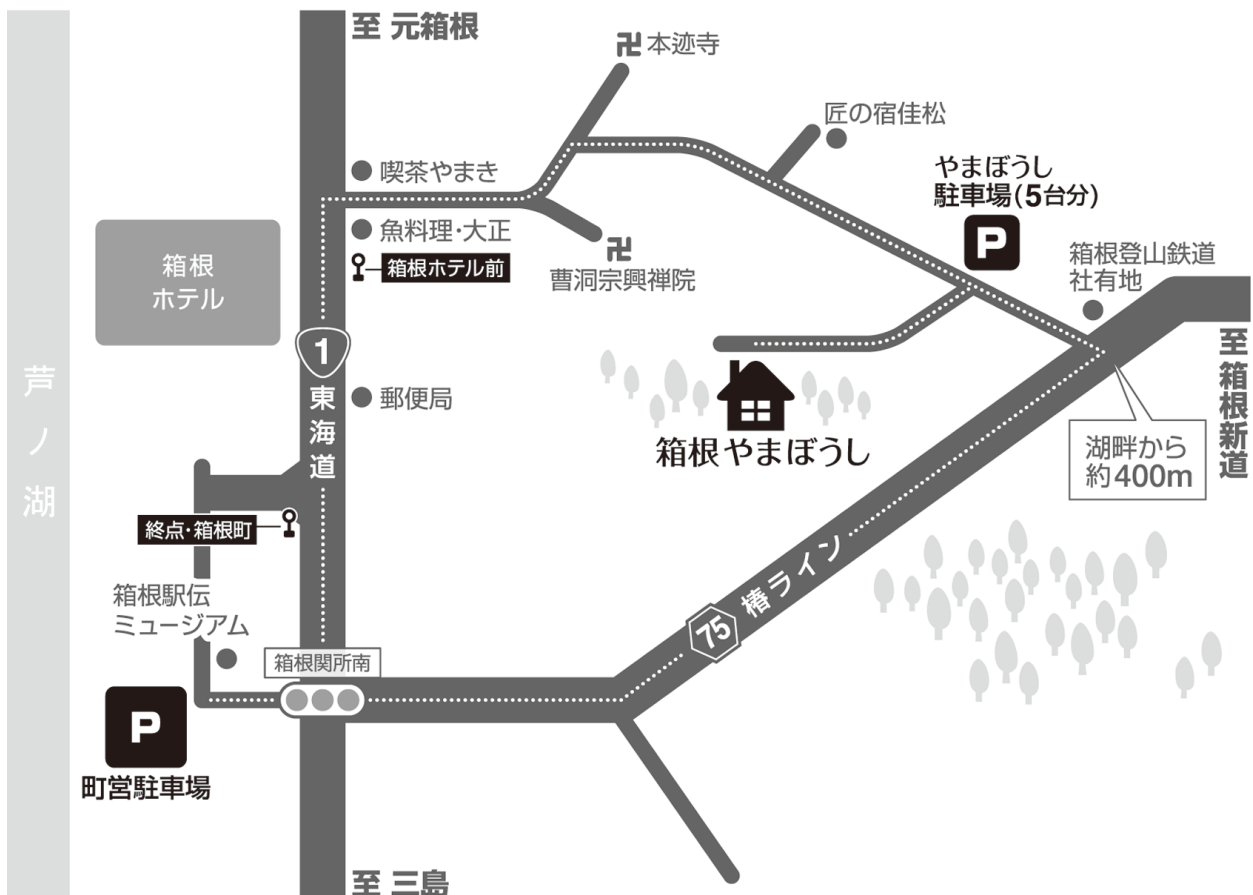 至 元箱根
卍 本迹寺
匠の宿佳松
喫茶やまき
やまぼうし
駐車場(5台分)
P
魚料理・大正
箱根ホテル前
卍
曹洞宗興禅院
箱根登山鉄道
社有地
箱根
ホテル
1
東海道
至 箱根新道
芦ノ湖
郵便局
箱根 やまぼうし
湖畔から
約400m
終点・箱根町
椿ライン
75
箱根駅伝
ミュージアム
箱根関所南
P
町営駐車場
至 三島